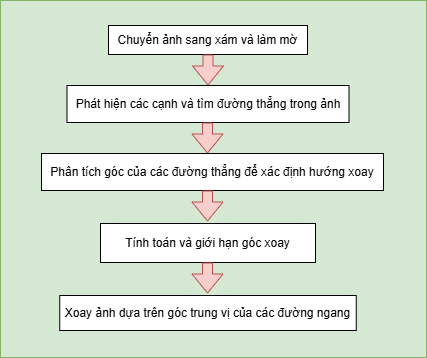 Chuyển ảnh sang xám và làm mờ
Phát hiện các cạnh và tìm đường thẳng trong ảnh
Phân tích góc của các đường thẳng để xác định hướng xoay
Tính toán và giới hạn góc xoay
Xoay ảnh dựa trên góc trung vị của các đường ngang